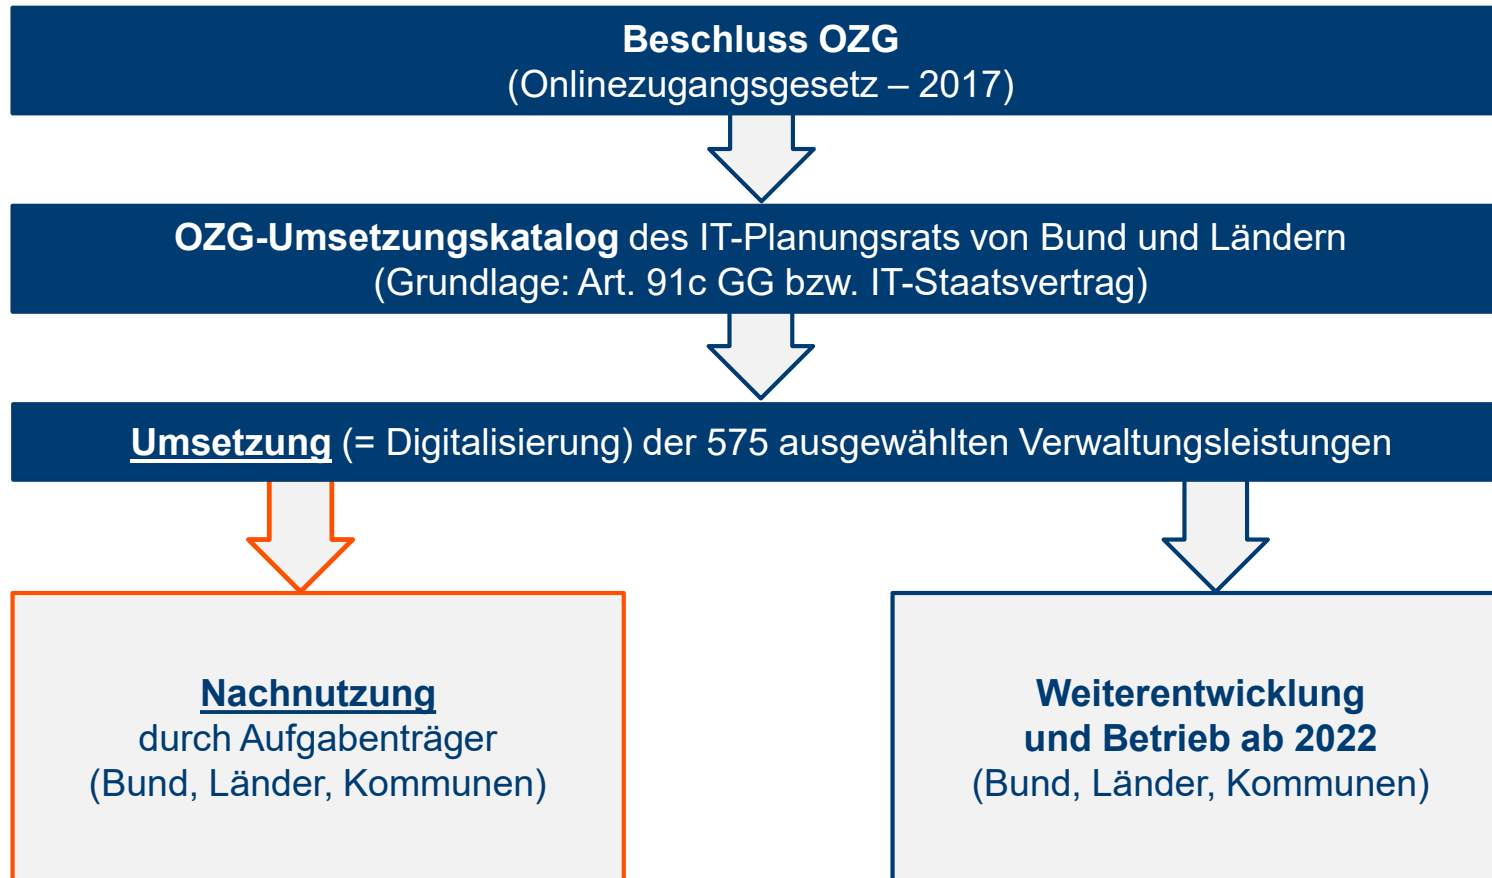 Beschluss OZG
(Onlinezugangsgesetz – 2017)
OZG-Umsetzungskatalog des IT-Planungsrats von Bund und Ländern
(Grundlage: Art. 91c GG bzw. IT-Staatsvertrag)
Umsetzung (= Digitalisierung) der 575 ausgewählten Verwaltungsleistungen
Nachnutzung
durch Aufgabenträger
(Bund, Länder, Kommunen)
Weiterentwicklung
und Betrieb ab 2022
(Bund, Länder, Kommunen)